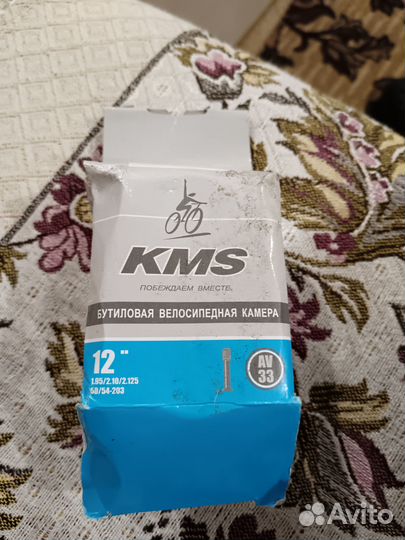 KMS
ПОБЕЖДАЕМ ВМЕСТЕ.
БУТИЛОВАЯ ВЕЛОСИПЕДНАЯ КАМЕРА
12"
1.95/2.10/2.125
50/54-203
AV
33
Avito